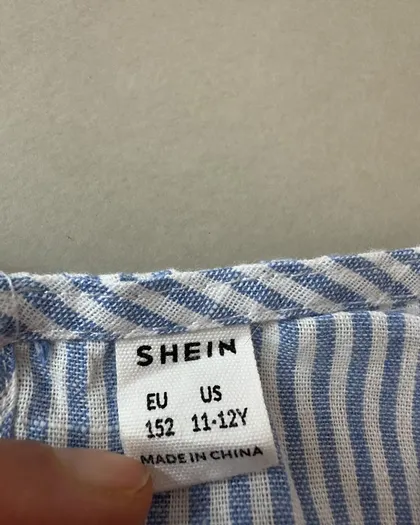 SHEIN
EU US
152 11-12Y
MADE IN CHINA